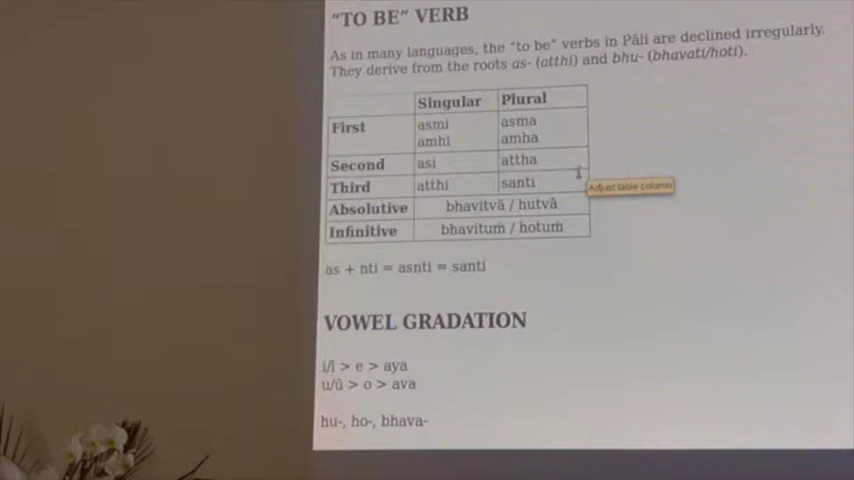 "TO BE" VERB
As in many languages, the "to be" verbs in Pāli are declined irregularly.
They derive from the roots as- (atthi) and bhu- (bhavati/hoti).
Singular Plural
First asmi asma
amhi amha
Second asi attha
Third atthi santi
Adjust table column
Absolutive bhavitvā / hutvā
Infinitive bhavituṁ / hotuṁ
as + nti = asnti = santi
VOWEL GRADATION
i/ī > e > aya
u/ū > o > ava
hu-, ho-, bhava-